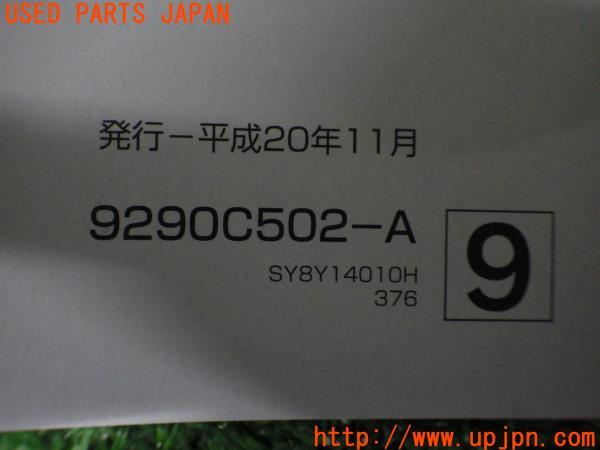 USED PARTS JAPAN
発行－平成20年11月
9290C502-A
SY8Y14010H
376
9
http://www.upjpn.com/